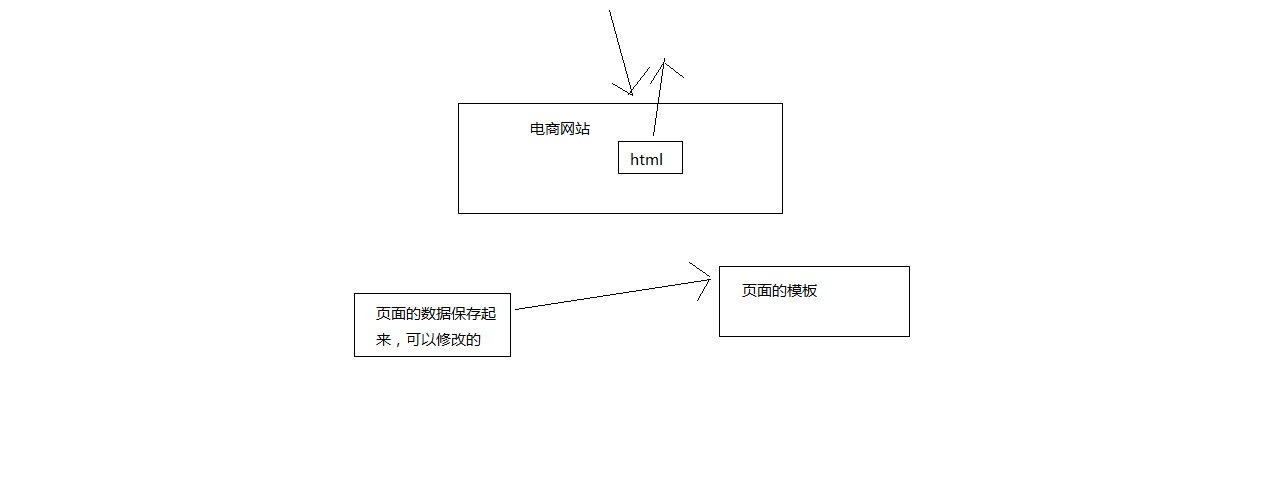 电商网站
html
页面的模板
页面的数据保存起
来，可以修改的